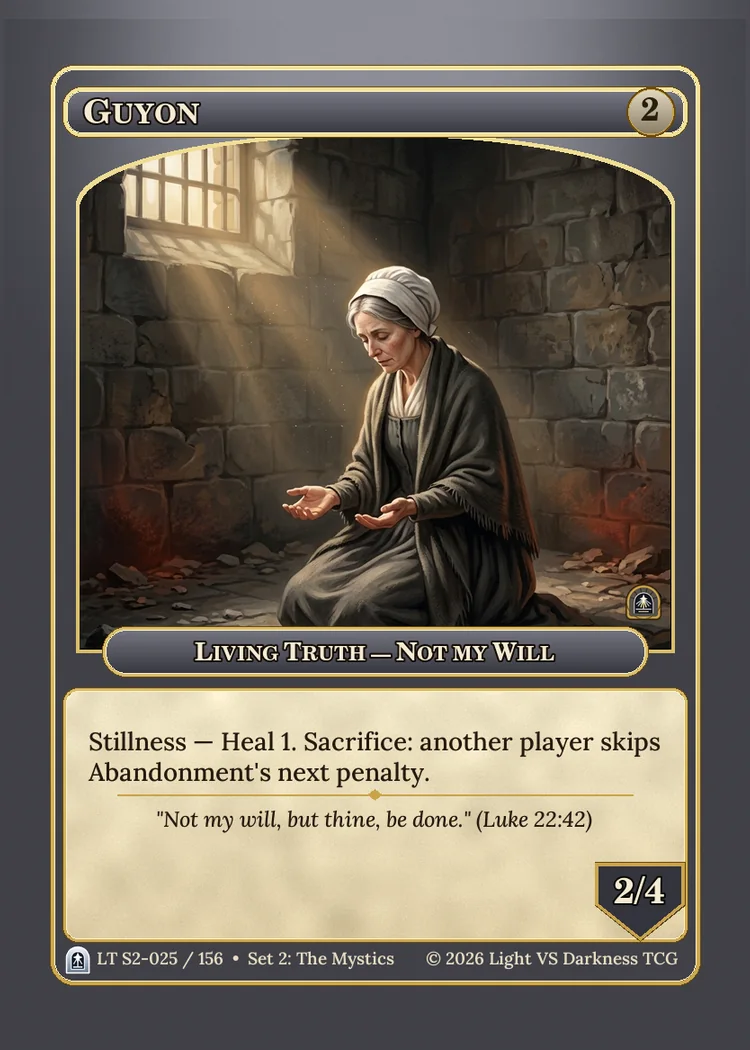 Guyon
2
Living Truth — Not my Will
Stillness — Heal 1. Sacrifice: another player skips
Abandonment's next penalty.
"Not my will, but thine, be done." (Luke 22:42)
2/4
LT S2-025 / 156 • Set 2: The Mystics © 2026 Light VS Darkness TCG